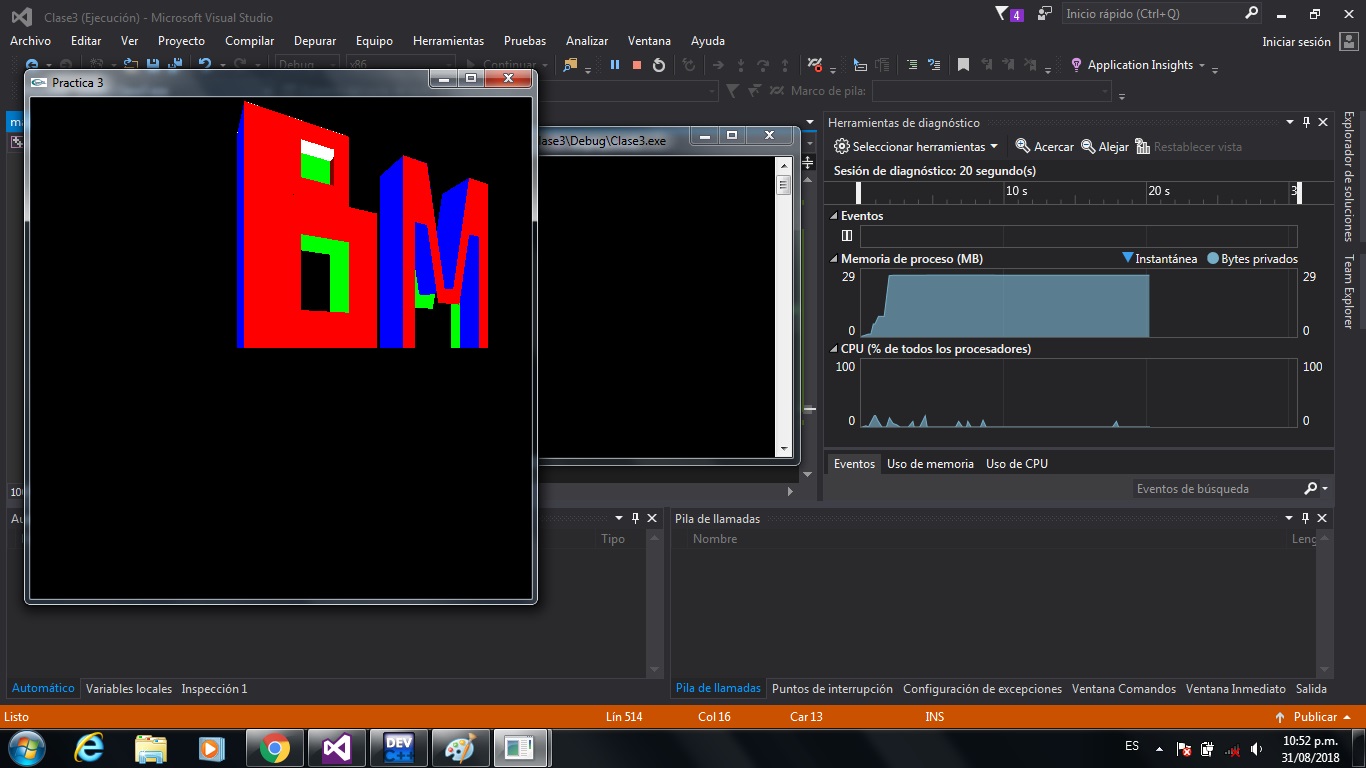 Clase3 (Ejecución) - Microsoft Visual Studio
4
Inicio rápido (Ctrl+Q)
Archivo Editar Ver Proyecto Compilar Depurar Equipo Herramientas Pruebas Analizar Ventana Ayuda
Iniciar sesión
Debug x86 Continuar Application Insights
Practica 3
Marco de pila:
BM
ase3\Debug\Clase3.exe
Herramientas de diagnóstico
Seleccionar herramientas Acercar Alejar Restablecer vista
Sesión de diagnóstico: 20 segundo(s)
10 s 20 s 3
Eventos
Memoria de proceso (MB) Instantánea Bytes privados
29 29
0 0
CPU (% de todos los procesadores)
100 100
0 0
Eventos Uso de memoria Uso de CPU
Eventos de búsqueda
Explorador de soluciones
Team Explorer
10
Au
Tipo
Pila de llamadas
Nombre Leng
Automático Variables locales Inspección 1
Pila de llamadas Puntos de interrupción Configuración de excepciones Ventana Comandos Ventana Inmediato Salida
Listo Lín 514 Col 16 Car 13 INS Publicar
DEV C++
ES
10:52 p.m.
31/08/2018